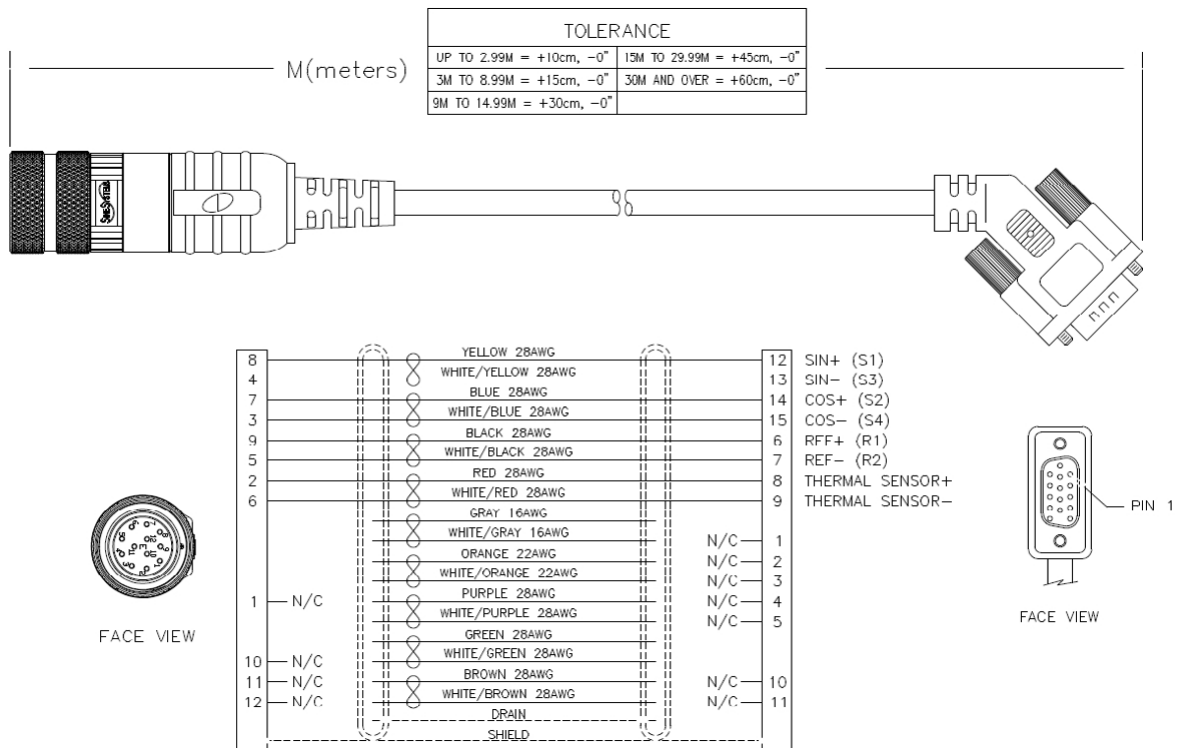 TOLERANCE
UP TO 2.99M = +10cm, -0" 15M TO 29.99M = +45cm, -0"
3M TO 8.99M = +15cm, -0" 30M AND OVER = +60cm, -0"
9M TO 14.99M = +30cm, -0"
M(meters)
SineSystem
8 YELLOW 28AWG 12 SIN+ (S1)
4 WHITE/YELLOW 28AWG 13 SIN- (S3)
7 BLUE 28AWG 14 COS+ (S2)
3 WHITE/BLUE 28AWG 15 COS- (S4)
9 BLACK 28AWG 6 RFF+ (R1)
5 WHITE/BLACK 28AWG 7 REF- (R2)
2 RED 28AWG 8 THERMAL SENSOR+
6 WHITE/RED 28AWG 9 THERMAL SENSOR-
GRAY 16AWG
WHITE/GRAY 16AWG N/C 1
ORANGE 22AWG N/C 2
WHITE/ORANGE 22AWG N/C 3
1 N/C PURPLE 28AWG N/C 4
WHITE/PURPLE 28AWG N/C 5
GREEN 28AWG
10 N/C WHITE/GREEN 28AWG
11 N/C BROWN 28AWG N/C 10
12 N/C WHITE/BROWN 28AWG N/C 11
DRAIN
SHIELD
FACE VIEW
PIN 1
FACE VIEW